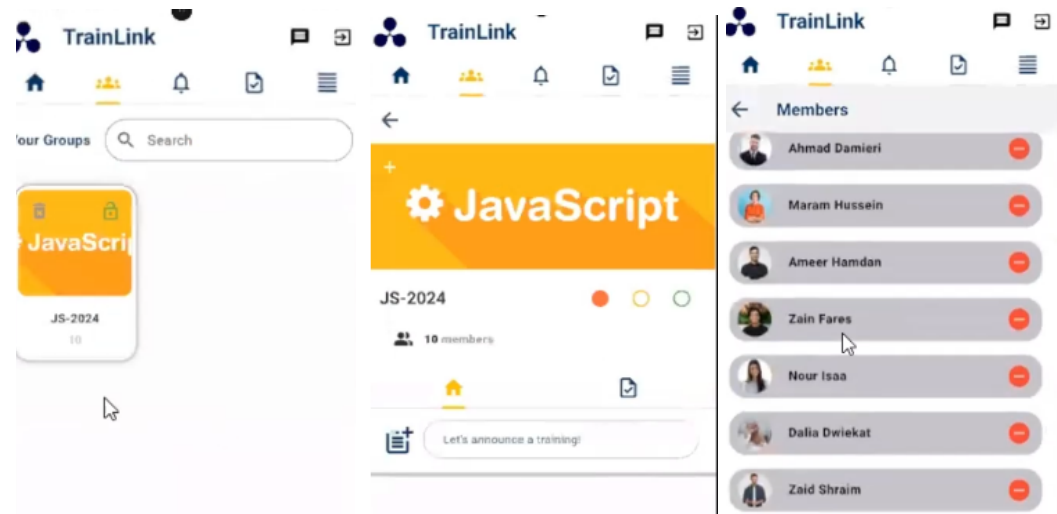 TrainLink
our Groups
Search
JavaScrip
JS-2024
10
TrainLink
JavaScript
JS-2024
10 members
Let's announce a training!
TrainLink
Members
Ahmad Damieri
Maram Hussein
Ameer Hamdan
Zain Fares
Nour Isaa
Dalia Dwiekat
Zaid Shraim